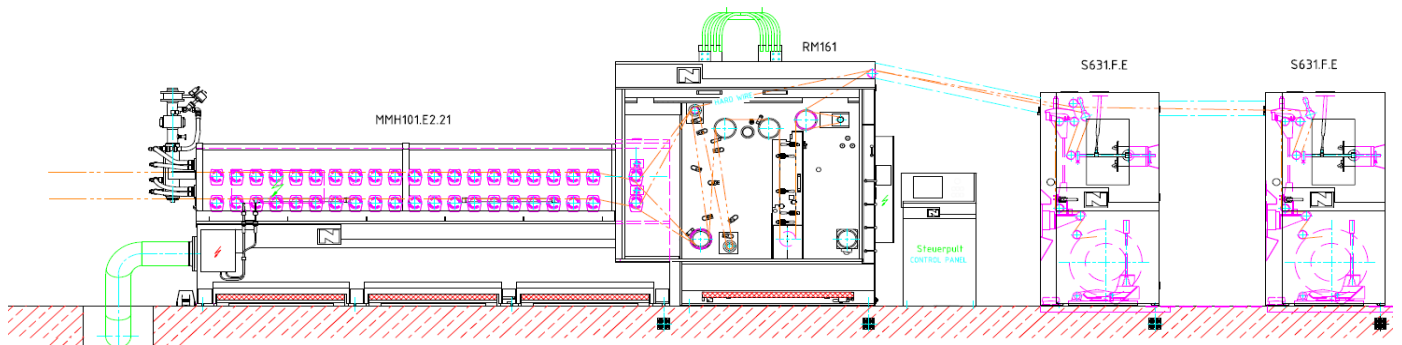 RM161
S631.F.E
S631.F.E
MMH101.E2.21
HARD WIRE
Steuerpult
CONTROL PANEL